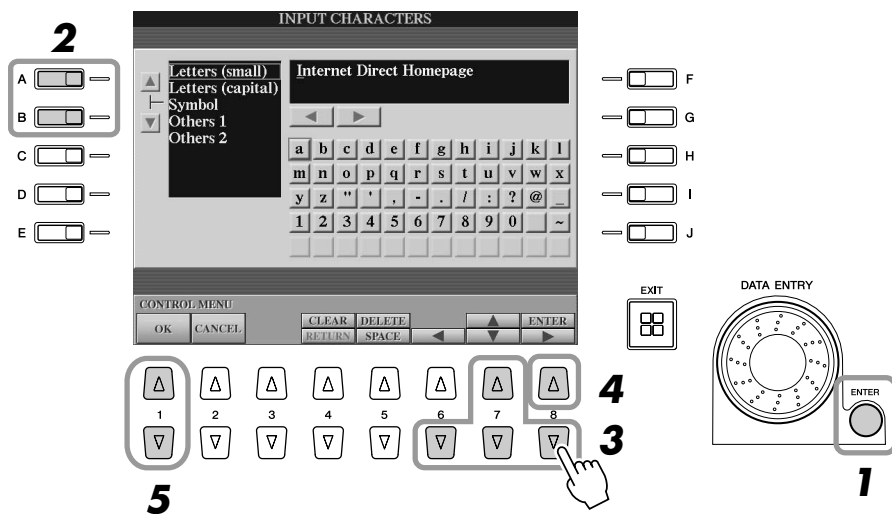 INPUT CHARACTERS
2
A
B
C
D
E
Letters (small)
Letters (capital)
Symbol
Others 1
Others 2
Internet Direct Homepage
a b c d e f g h i j k l
m n o p q r s t u v w x
y z " ' , - . / : ? @ _
1 2 3 4 5 6 7 8 9 0 ~
F
G
H
I
J
CONTROL MENU
OK CANCEL CLEAR DELETE ENTER
RETURN SPACE
EXIT
DATA ENTRY
ENTER
1 2 3 4 5 6 7 8
4
3
5
1